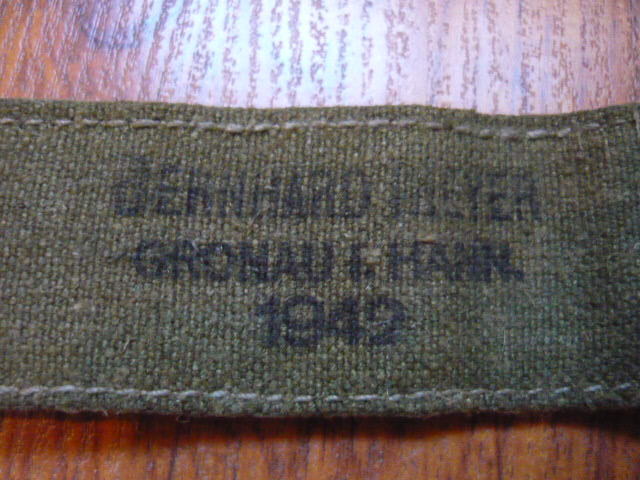 BERNHARD
GRONAU i. HANN.
1942